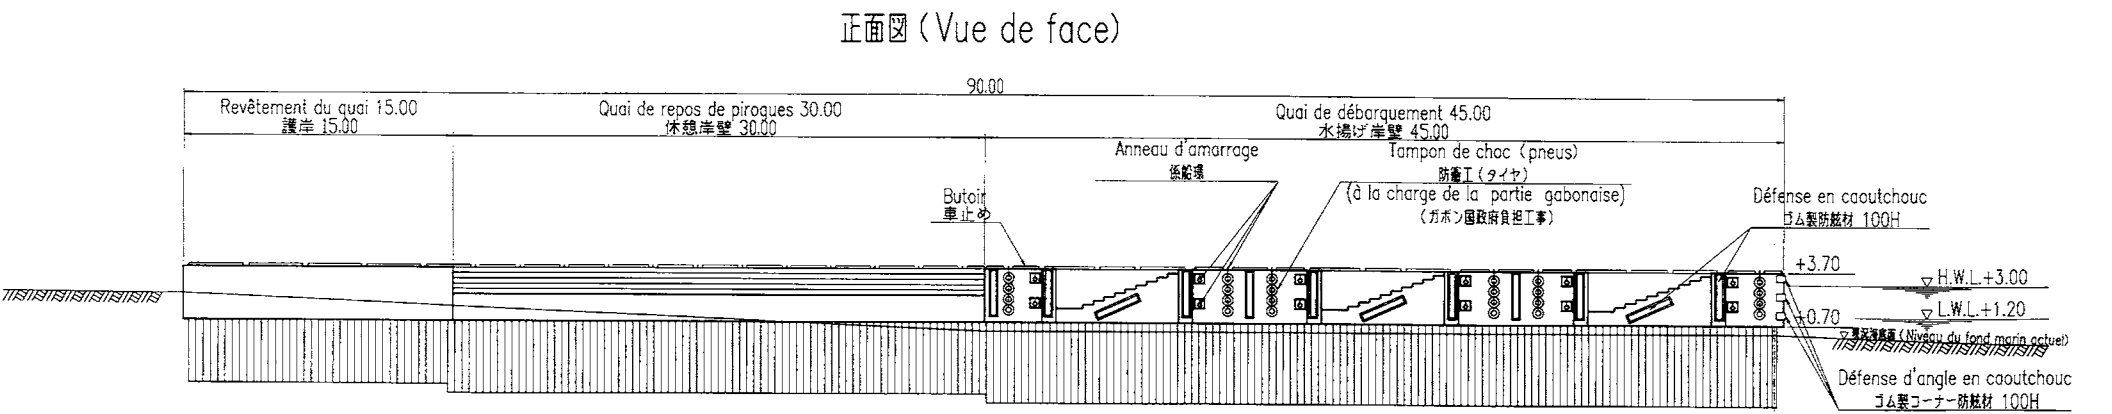 正面図 (Vue de face)
90.00
Revêtement du quai 15.00
護岸 15.00
Quai de repos de pirogues 30.00
休憩岸壁 30.00
Quai de débarquement 45.00
水揚げ岸壁 45.00
Anneau d'amarrage
係船環
Tampon de choc (pneus)
防舷工 (タイヤ)
(à la charge de la partie gabonaise)
(ガボン国政府負担工事)
Butoir
車止め
Défense en caoutchouc
ゴム製防舷材 100H
+3.70
H.W.L.+3.00
L.W.L.+1.20
+0.70
現況海底面 (Niveau du fond marin actuel)
Défense d'angle en caoutchouc
ゴム製コーナー防舷材 100H